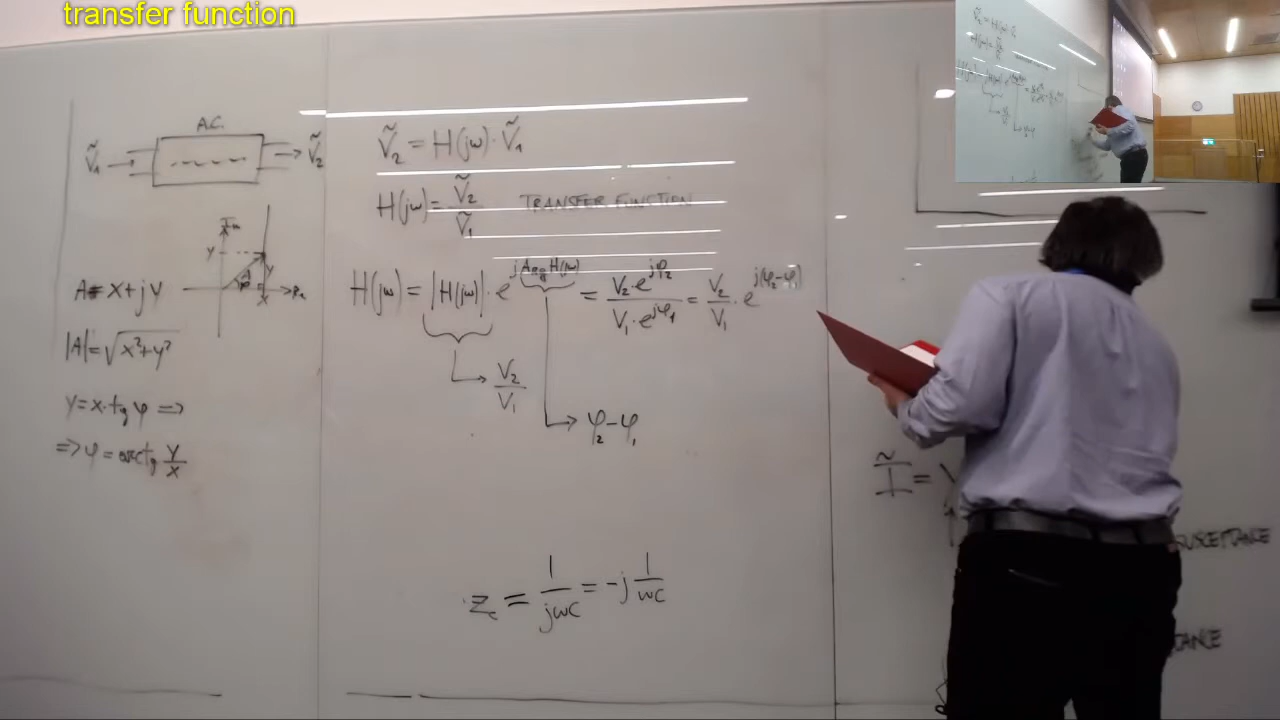 transfer function
A.C.
Ṽ₁ → → Ṽ₂
Im
Y
A = X + jY
φ
X
Re
|A| = √(x² + y²)
Y = X · tg φ ⇒
⇒ φ = arctg Y/X
Ṽ₂ = H(jω) · Ṽ₁
H(jω) = Ṽ₂/Ṽ₁ TRANSFER FUNCTION
H(jω) = |H(jω)| · e^{j Arg H(jω)} = V₂ · e^{jφ₂} / V₁ · e^{jφ₁} = V₂/V₁ · e^{j(φ₂-φ₁)}
→ V₂/V₁
→ φ₂ - φ₁
Z_c = 1/jωC = -j 1/ωC
Ĩ =
TANCE